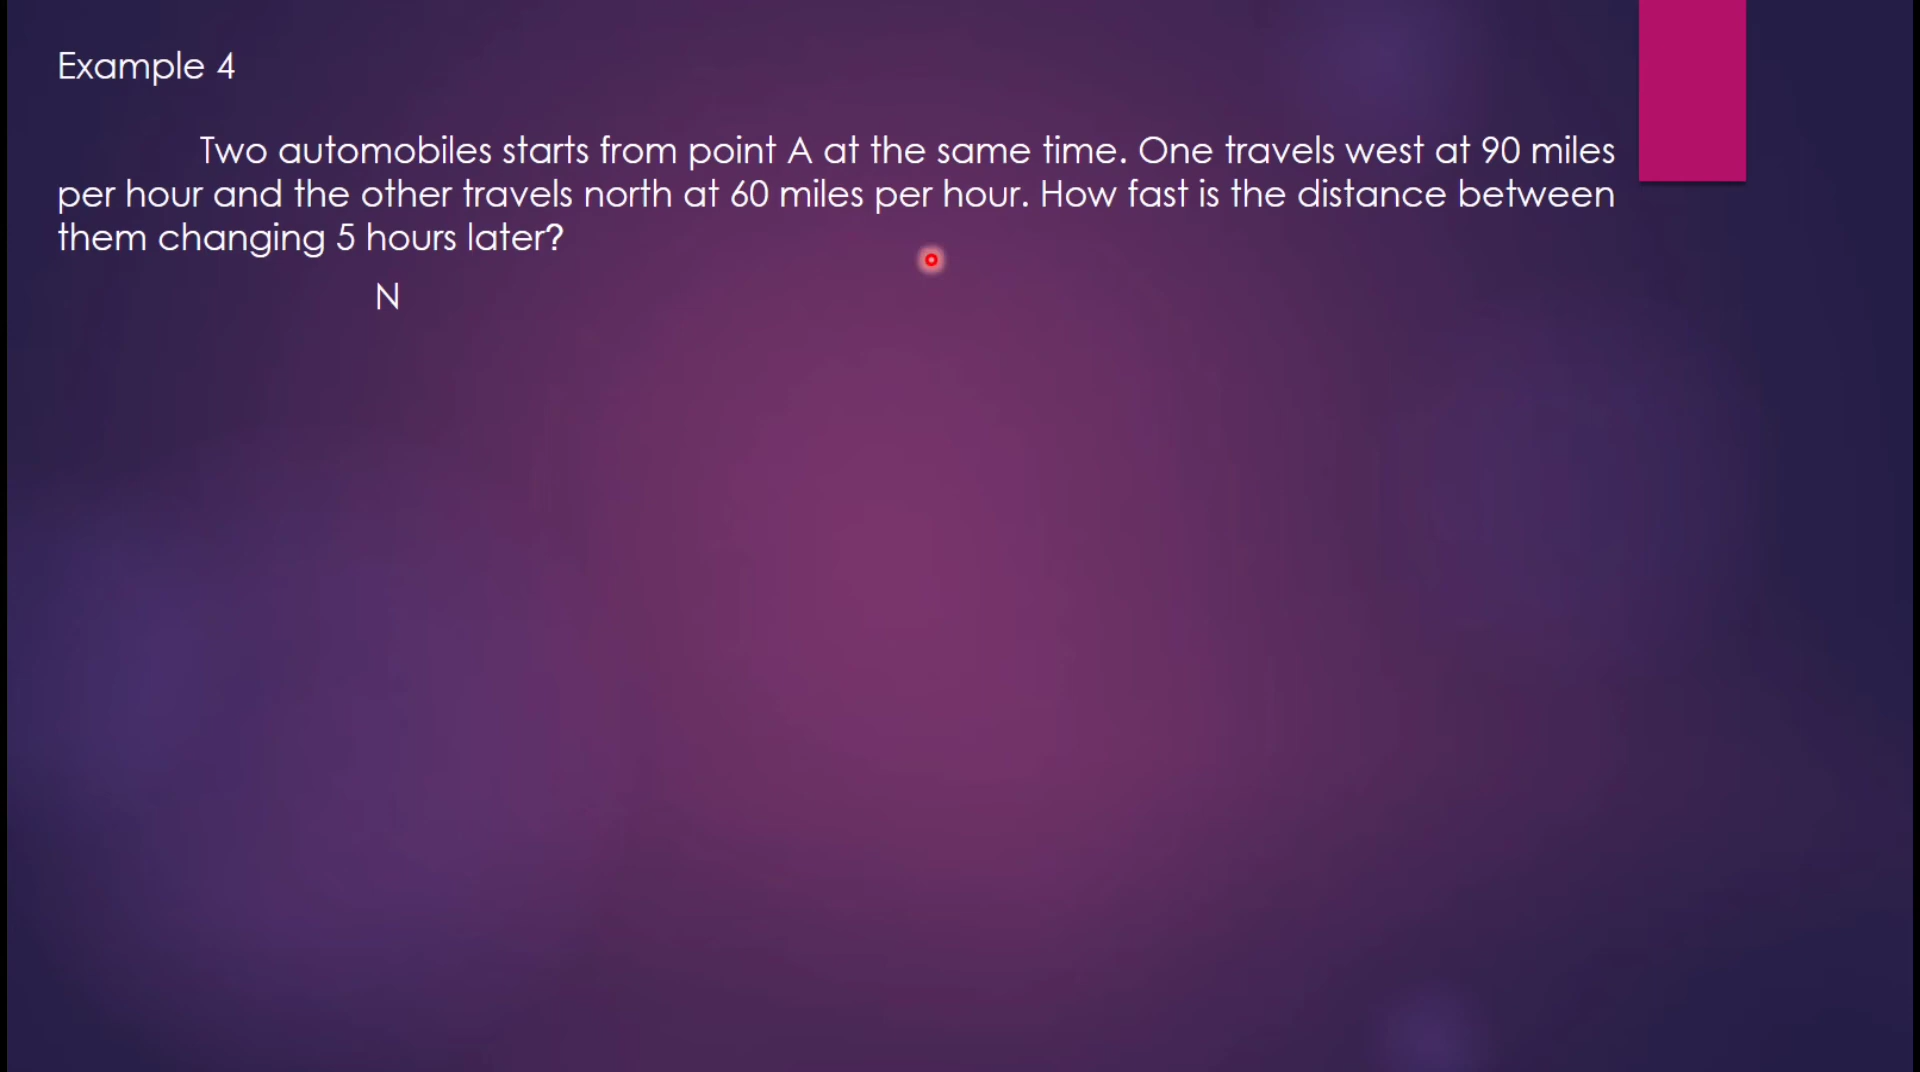 Example 4
Two automobiles starts from point A at the same time. One travels west at 90 miles
per hour and the other travels north at 60 miles per hour. How fast is the distance between
them changing 5 hours later?
N